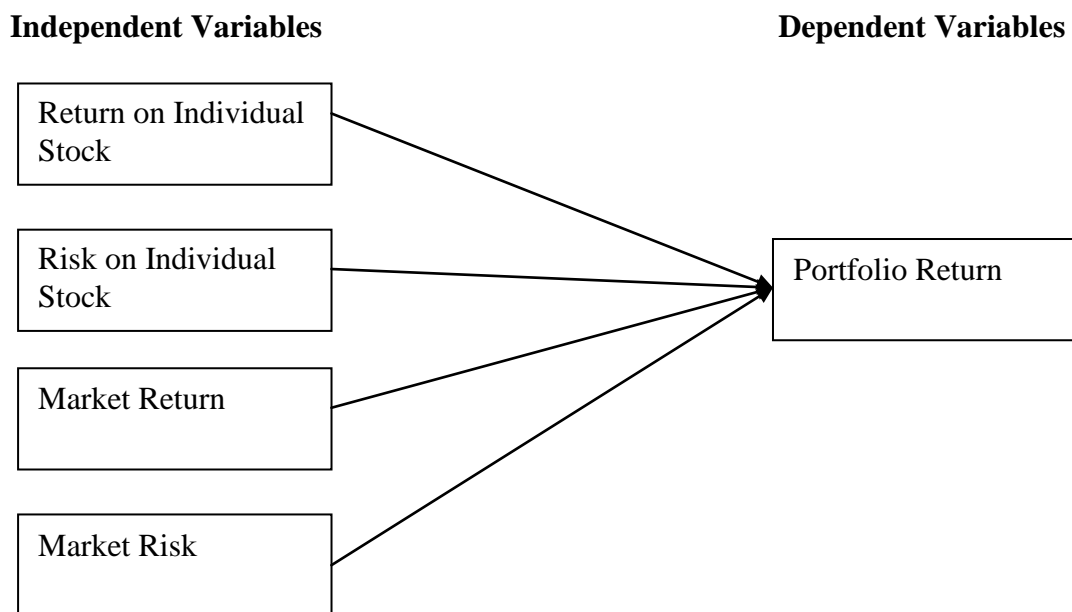 Independent Variables
Dependent Variables
Return on Individual
Stock
Risk on Individual
Stock
Portfolio Return
Market Return
Market Risk